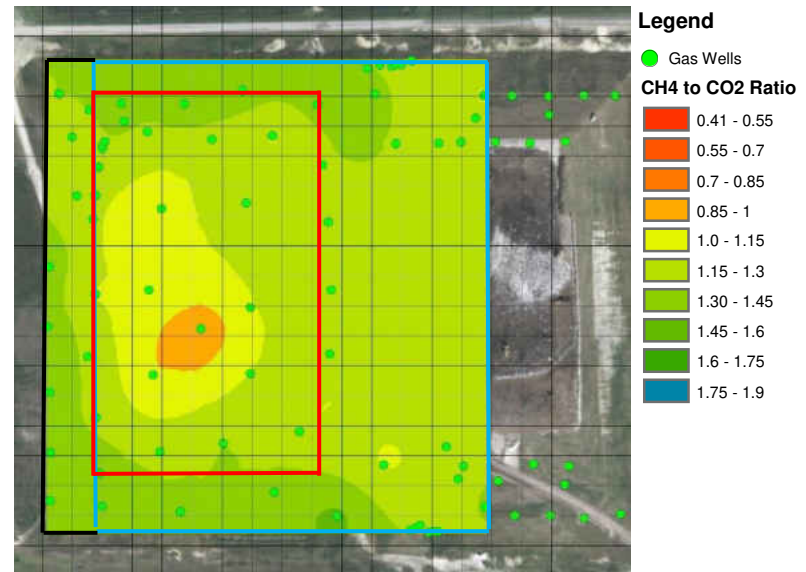 Legend
Gas Wells
CH4 to CO2 Ratio
0.41 - 0.55
0.55 - 0.7
0.7 - 0.85
0.85 - 1
1.0 - 1.15
1.15 - 1.3
1.30 - 1.45
1.45 - 1.6
1.6 - 1.75
1.75 - 1.9